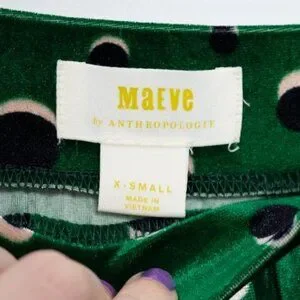 MaEve
by ANTHROPOLOGIE
X-SMALL
MADE IN
VIETNAM